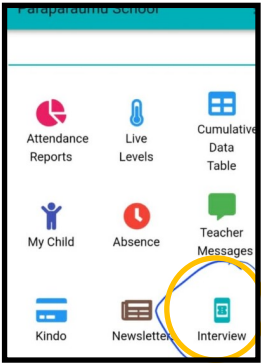 Paraparaumu School
Attendance
Reports
Live
Levels
Cumulative
Data
Table
My Child
Absence
Teacher
Messages
Kindo
Newsletter
Interview